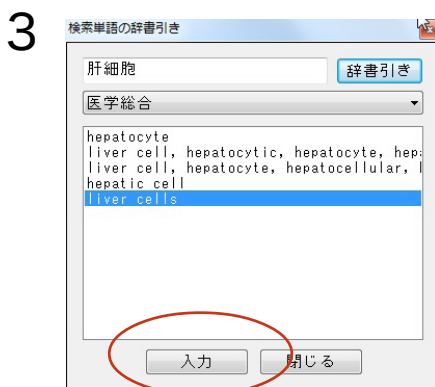 3
検索単語の辞書引き
肝細胞
辞書引き
医学総合
hepatocyte
liver cell, hepatocytic, hepatocyte,
liver cell, hepatocyte, hepatocellular,
hepatic cell
liver cells
入力
閉じる